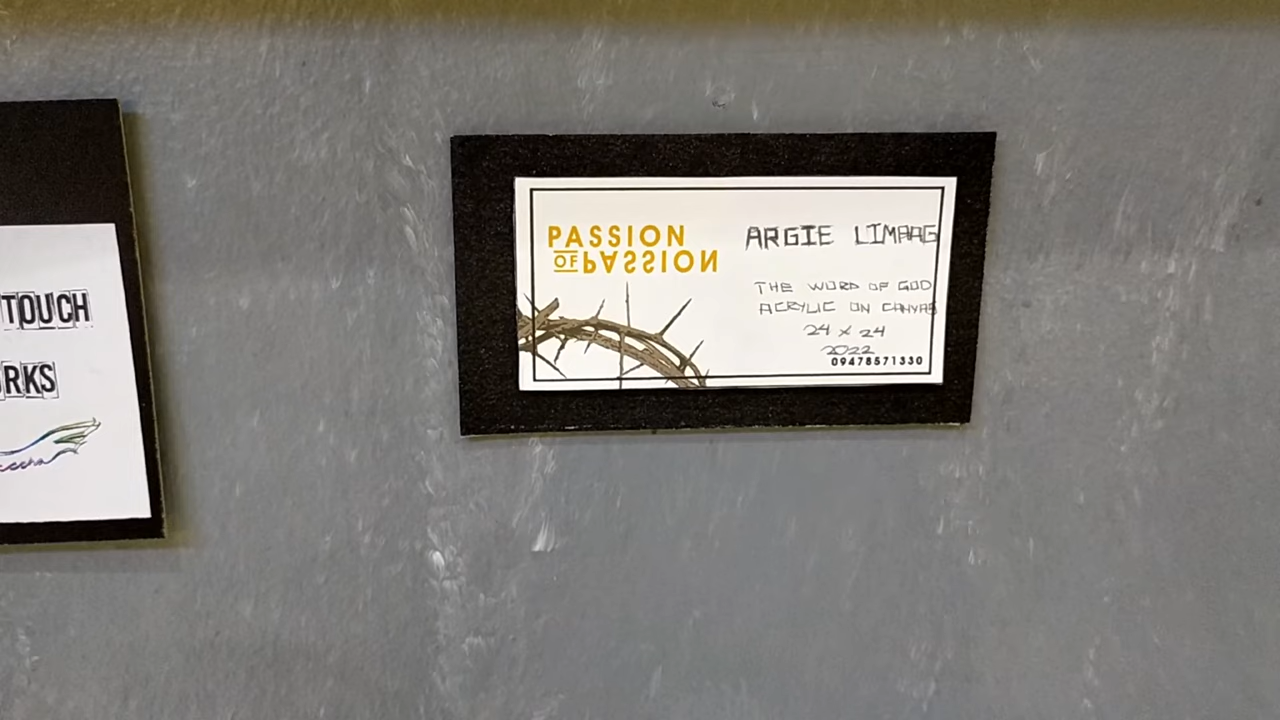 TOUCH
RKS
PASSION
OF PASSION
ARGIE LIMAAG
THE WORD OF GOD
ACRYLIC ON CANVAS
24 x 24
2022
09478571330